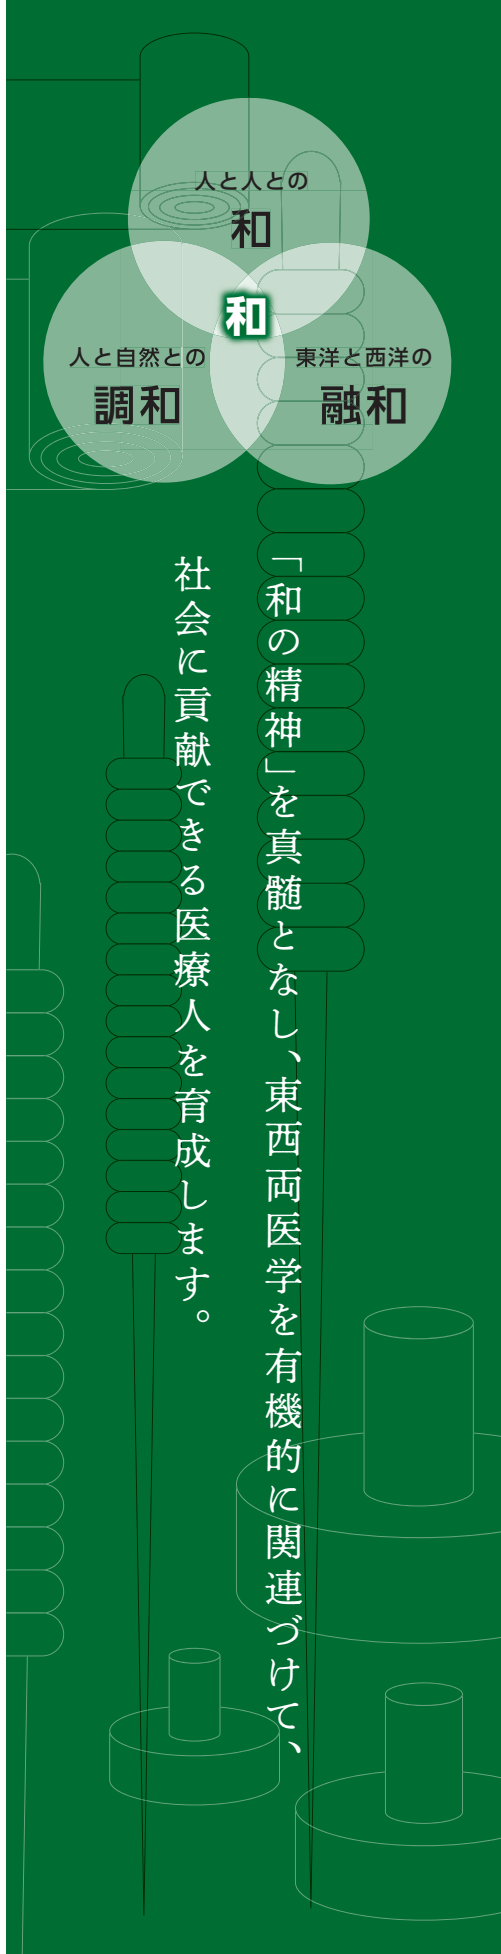 人と人との
和
和
人と自然との
調和
東洋と西洋の
融和
「和の精神」を真髄となし、東西両医学を有機的に関連づけて、
社会に貢献できる医療人を育成します。